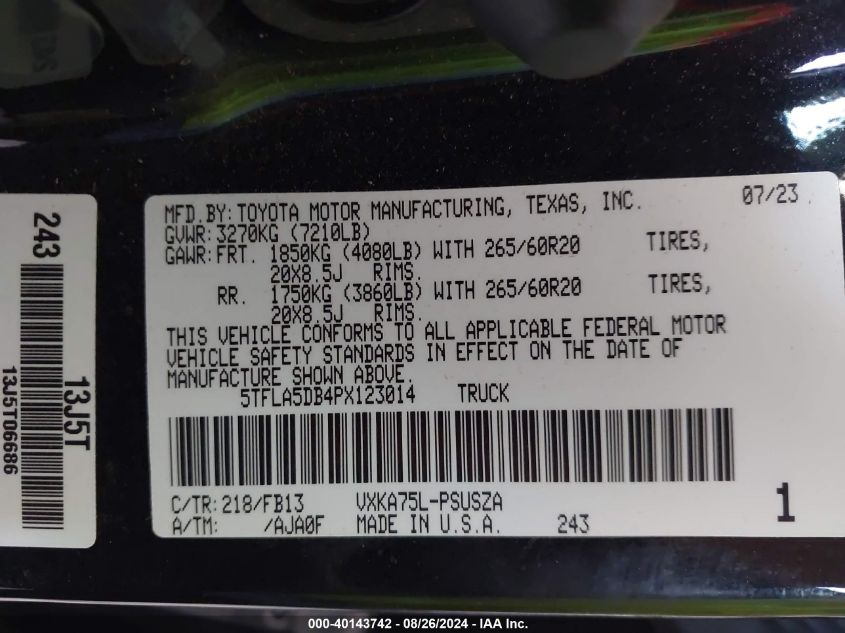 243
13J5T
13J5T06686
MFD. BY: TOYOTA MOTOR MANUFACTURING, TEXAS, INC. 07/23
GVWR: 3270KG (7210LB)
GAWR: FRT. 1850KG (4080LB) WITH 265/60R20 TIRES,
20X8.5J RIMS.
RR. 1750KG (3860LB) WITH 265/60R20 TIRES,
20X8.5J RIMS.
THIS VEHICLE CONFORMS TO ALL APPLICABLE FEDERAL MOTOR
VEHICLE SAFETY STANDARDS IN EFFECT ON THE DATE OF
MANUFACTURE SHOWN ABOVE.
5TFLA5DB4PX123014 TRUCK
C/TR: 218/FB13 VXKA75L-PSUSZA
A/TM: /AJA0F MADE IN U.S.A. 243
1
000-40143742 - 08/26/2024 - IAA Inc.